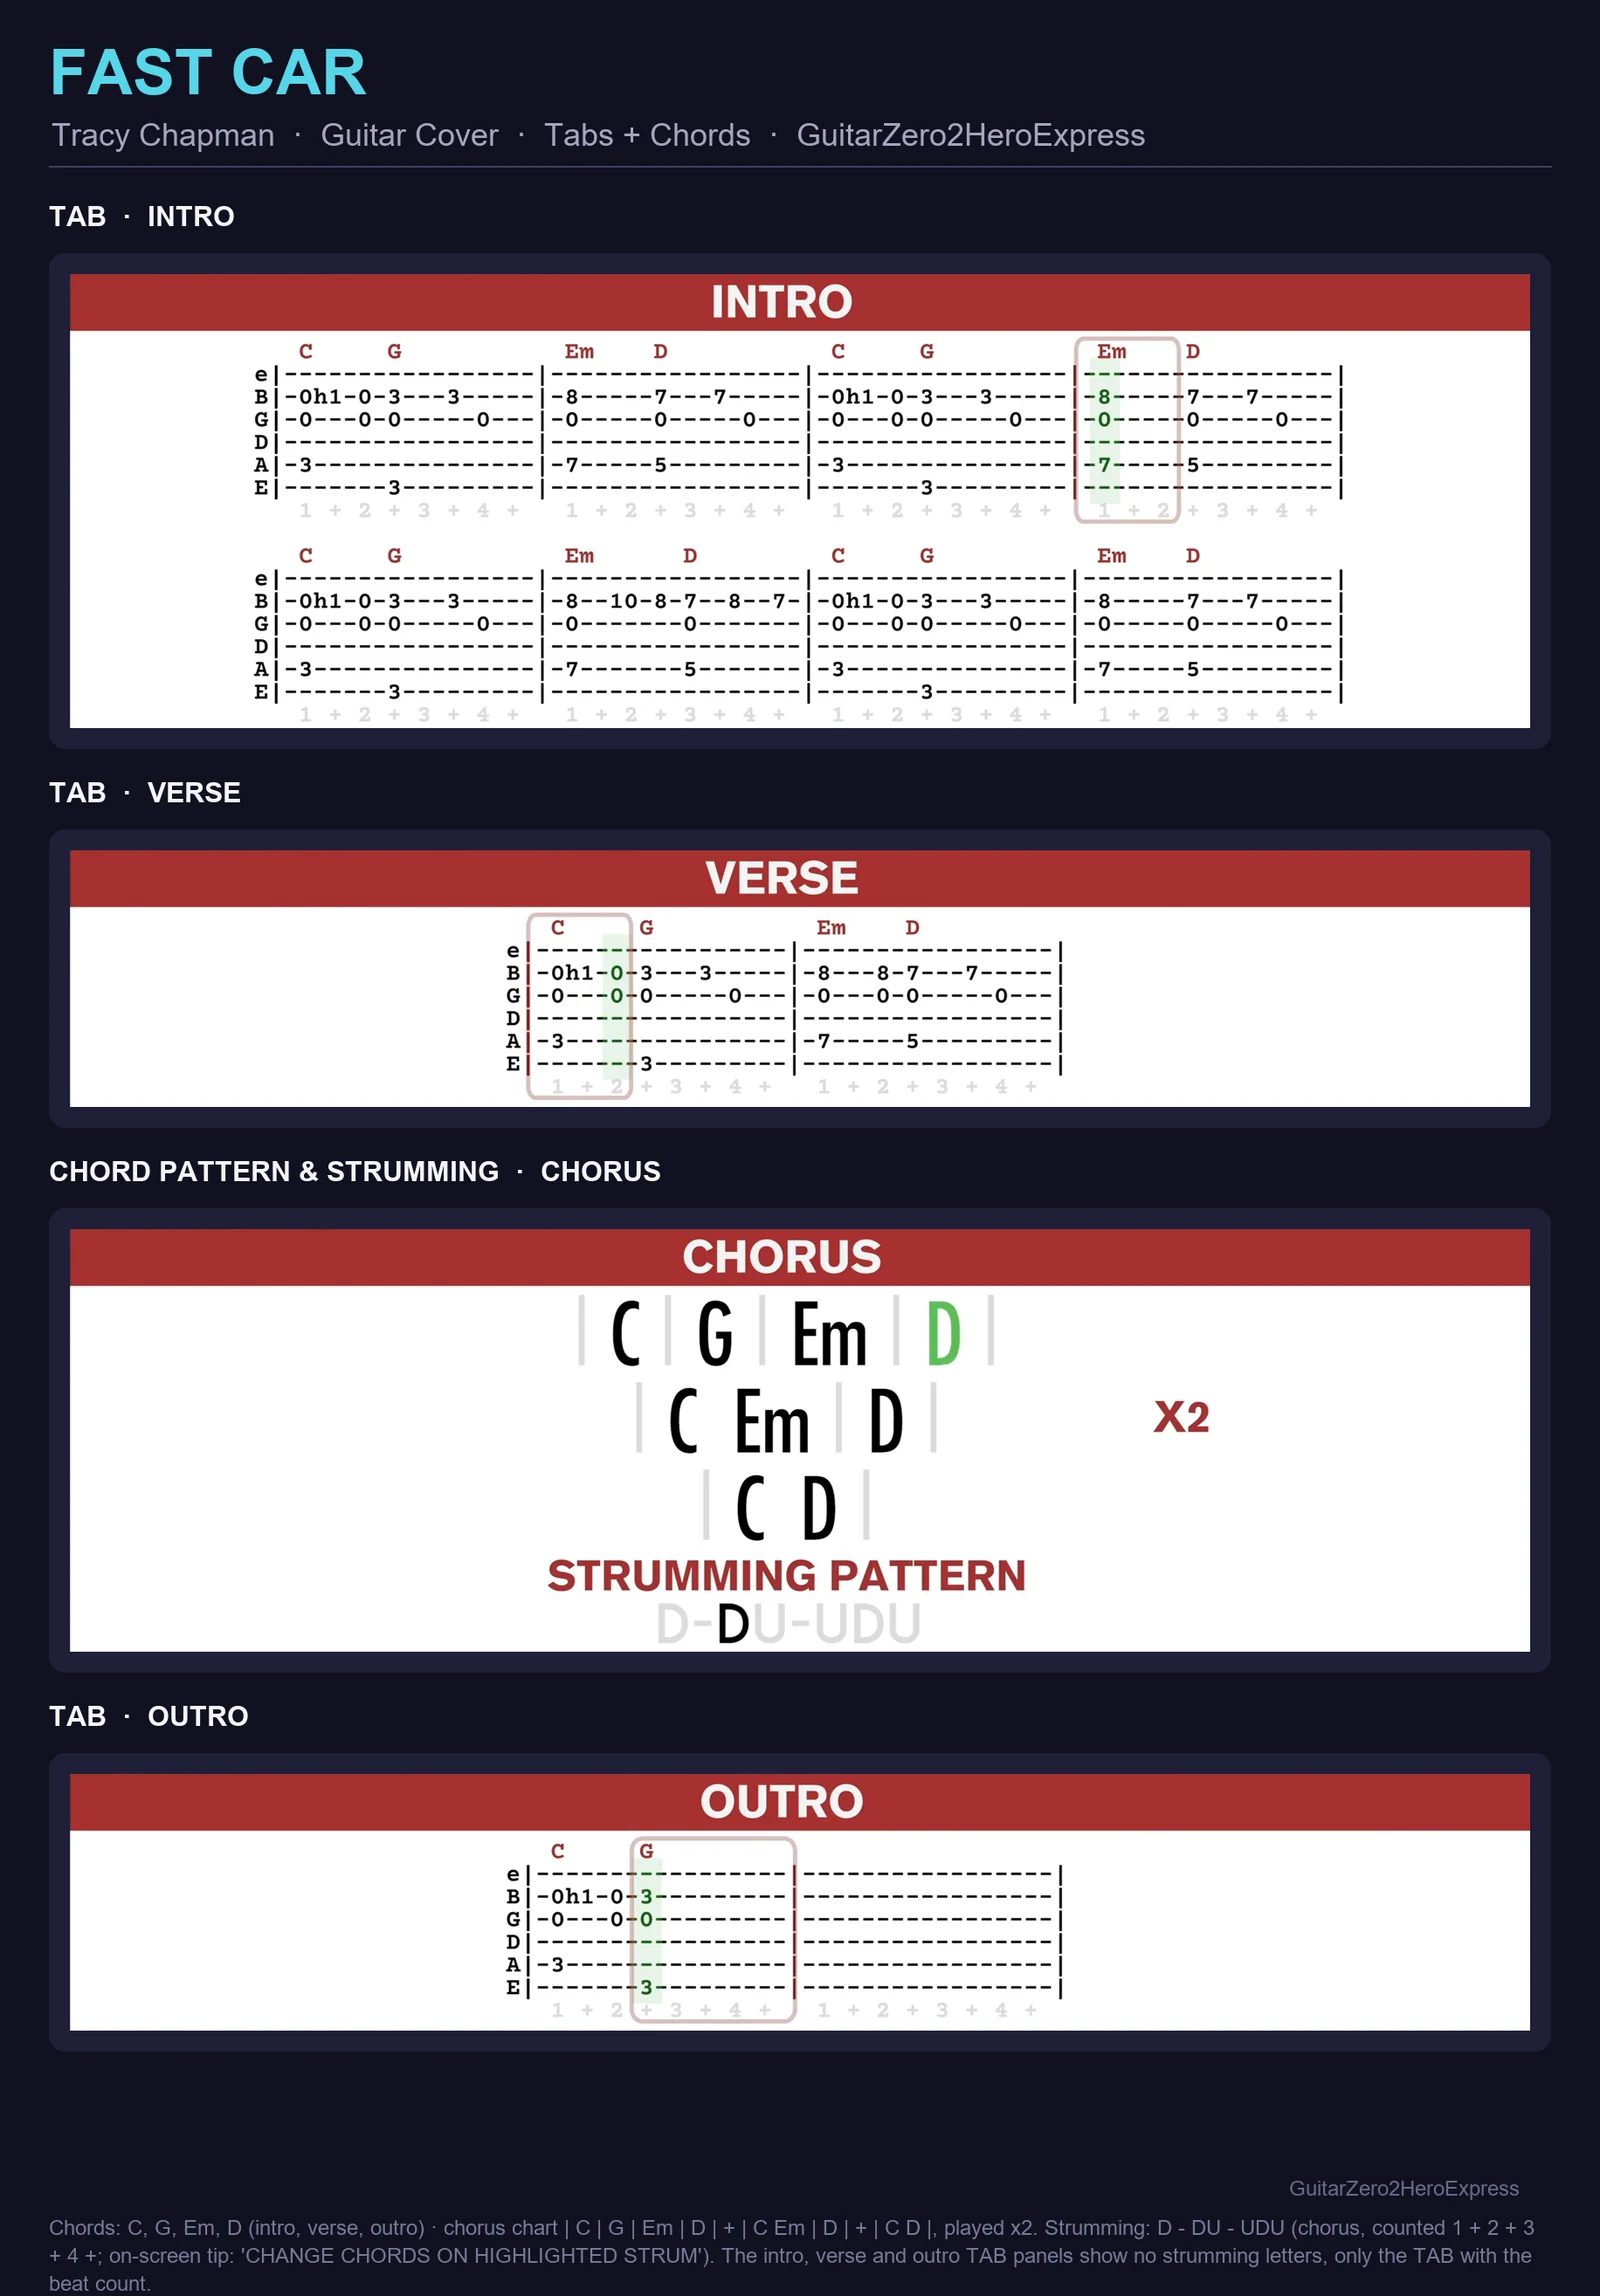 FAST CAR
Tracy Chapman · Guitar Cover · Tabs + Chords · GuitarZero2HeroExpress
TAB · INTRO
INTRO
C G Em D C G Em D
e|-----------------|-----------------|-----------------|-----------------|
B|-0h1-0-3---3-----|-8-----7---7-----|-0h1-0-3---3-----|-8-----7---7-----|
G|-0---0-0-----0---|-0-----0-----0---|-0---0-0-----0---|-0-----0-----0---|
D|-----------------|-----------------|-----------------|-----------------|
A|-3---------------|-7-----5---------|-3---------------|-7-----5---------|
E|-------3---------|-----------------|-------3---------|-----------------|
1 + 2 + 3 + 4 + 1 + 2 + 3 + 4 + 1 + 2 + 3 + 4 + 1 + 2 + 3 + 4 +
C G Em D C G Em D
e|-----------------|-----------------|-----------------|-----------------|
B|-0h1-0-3---3-----|-8--10-8-7--8--7-|-0h1-0-3---3-----|-8-----7---7-----|
G|-0---0-0-----0---|-0-------0-------|-0---0-0-----0---|-0-----0-----0---|
D|-----------------|-----------------|-----------------|-----------------|
A|-3---------------|-7-------5-------|-3---------------|-7-----5---------|
E|-------3---------|-----------------|-------3---------|-----------------|
1 + 2 + 3 + 4 + 1 + 2 + 3 + 4 + 1 + 2 + 3 + 4 + 1 + 2 + 3 + 4 +
TAB · VERSE
VERSE
C G Em D
e|-----------------|-----------------|
B|-0h1-0-3---3-----|-8---8-7---7-----|
G|-0---0-0-----0---|-0---0-0-----0---|
D|-----------------|-----------------|
A|-3---------------|-7-----5---------|
E|-------3---------|-----------------|
1 + 2 + 3 + 4 + 1 + 2 + 3 + 4 +
CHORD PATTERN & STRUMMING · CHORUS
CHORUS
| C | G | Em | D |
| C Em | D | X2
| C D |
STRUMMING PATTERN
D-DU-UDU
TAB · OUTRO
OUTRO
C G
e|-----------------|-----------------|
B|-0h1-0-3---------|-----------------|
G|-0---0-0---------|-----------------|
D|-----------------|-----------------|
A|-3---------------|-----------------|
E|-------3---------|-----------------|
1 + 2 + 3 + 4 + 1 + 2 + 3 + 4 +
GuitarZero2HeroExpress
Chords: C, G, Em, D (intro, verse, outro) · chorus chart | C | G | Em | D | + | C Em | D | + | C D |, played x2. Strumming: D - DU - UDU (chorus, counted 1 + 2 + 3
+ 4 +; on-screen tip: 'CHANGE CHORDS ON HIGHLIGHTED STRUM'). The intro, verse and outro TAB panels show no strumming letters, only the TAB with the
beat count.